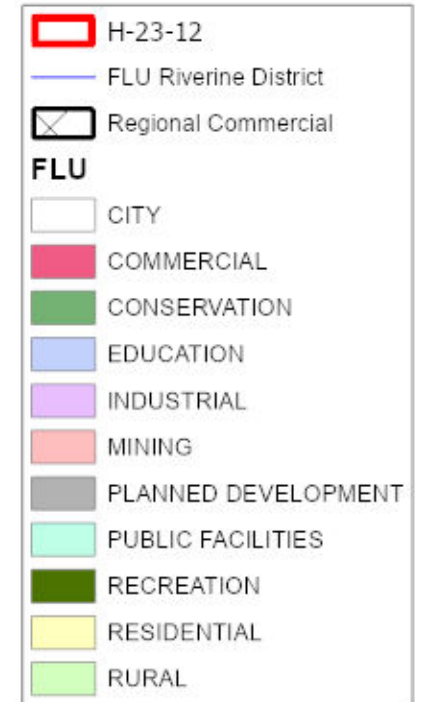 H-23-12
FLU Riverine District
Regional Commercial
FLU
CITY
COMMERCIAL
CONSERVATION
EDUCATION
INDUSTRIAL
MINING
PLANNED DEVELOPMENT
PUBLIC FACILITIES
RECREATION
RESIDENTIAL
RURAL